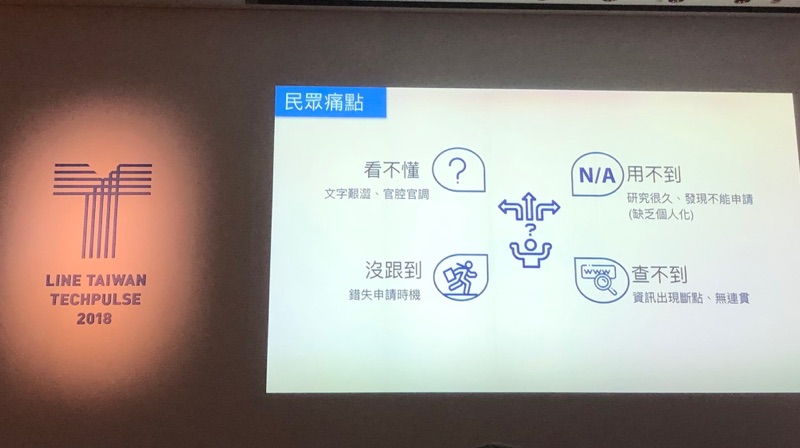 LINE TAIWAN
TECHPULSE
2018
民眾痛點
看不懂
?
文字艱澀、官腔官調
N/A
用不到
研究很久、發現不能申請
(缺乏個人化)
?
沒跟到
錯失申請時機
www
查不到
資訊出現斷點、無連貫